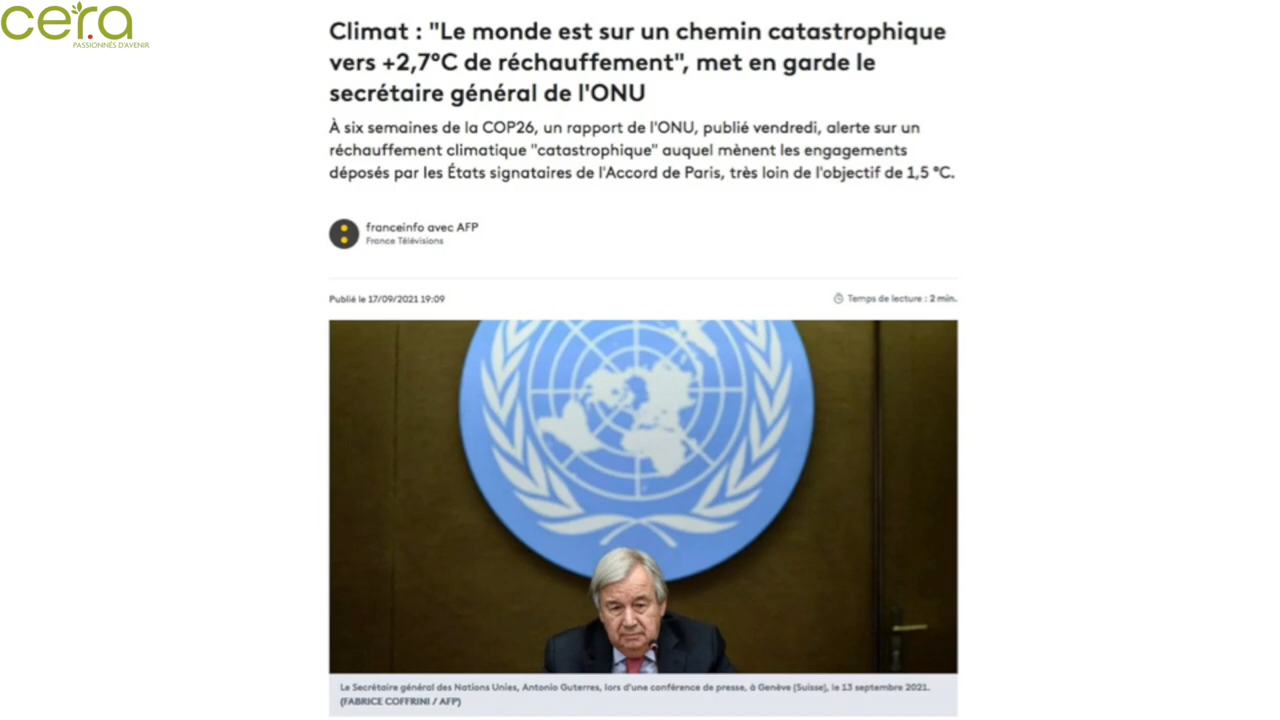 cer.a
PASSIONNÉS D'AVENIR
Climat : "Le monde est sur un chemin catastrophique
vers +2,7°C de réchauffement", met en garde le
secrétaire général de l'ONU
À six semaines de la COP26, un rapport de l'ONU, publié vendredi, alerte sur un
réchauffement climatique "catastrophique" auquel mènent les engagements
déposés par les États signataires de l'Accord de Paris, très loin de l'objectif de 1,5 °C.
franceinfo avec AFP
France Télévisions
Publié le 17/09/2021 19:09
Temps de lecture : 2 min.
Le Secrétaire général des Nations Unies, Antonio Guterres, lors d'une conférence de presse, à Genève (Suisse), le 13 septembre 2021.
(FABRICE COFFRINI / AFP)